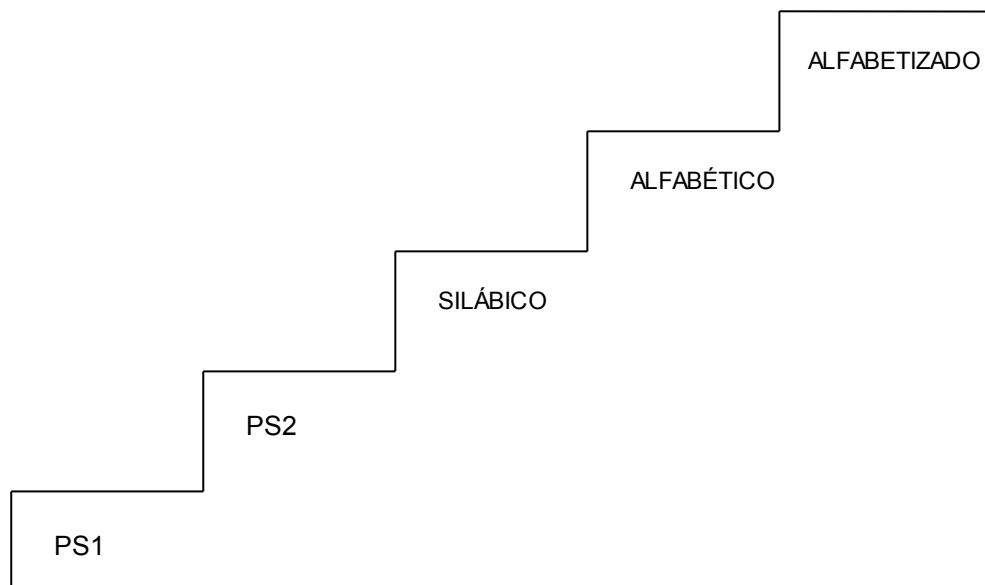 ALFABETIZADO
ALFABÉTICO
SILÁBICO
PS2
PS1